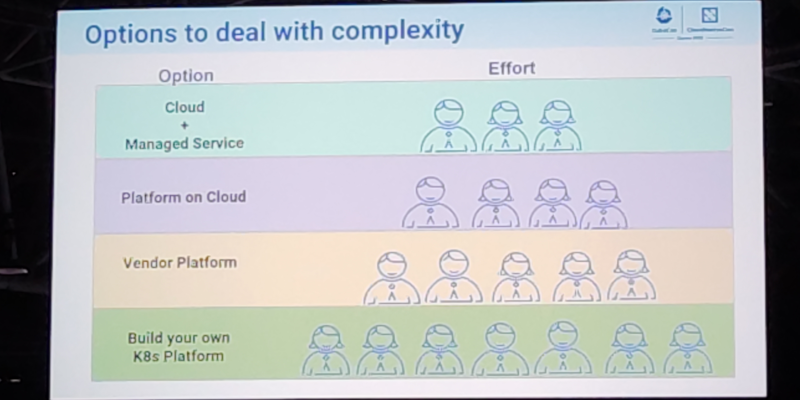 Options to deal with complexity
KubeCon
CloudNativeCon
Option
Effort
Cloud
+
Managed Service
Platform on Cloud
Vendor Platform
Build your own
K8s Platform